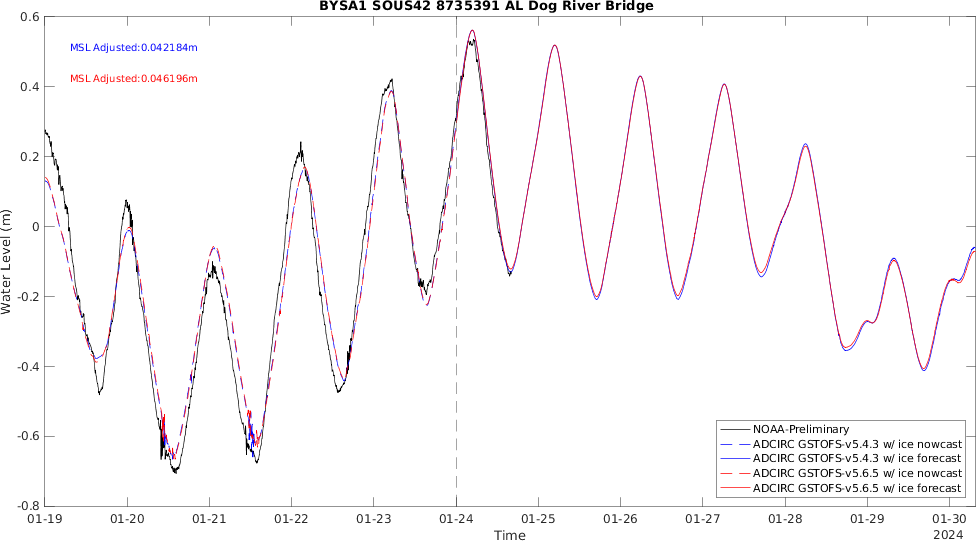 BYSA1 SOUS42 8735391 AL Dog River Bridge
MSL Adjusted:0.042184m
MSL Adjusted:0.046196m
Water Level (m)
0.6
0.4
0.2
0
-0.2
-0.4
-0.6
-0.8
NOAA-Preliminary
ADCIRC GSTOFS-v5.4.3 w/ ice nowcast
ADCIRC GSTOFS-v5.4.3 w/ ice forecast
ADCIRC GSTOFS-v5.6.5 w/ ice nowcast
ADCIRC GSTOFS-v5.6.5 w/ ice forecast
01-19 01-20 01-21 01-22 01-23 01-24 01-25 01-26 01-27 01-28 01-29 01-30
Time
2024